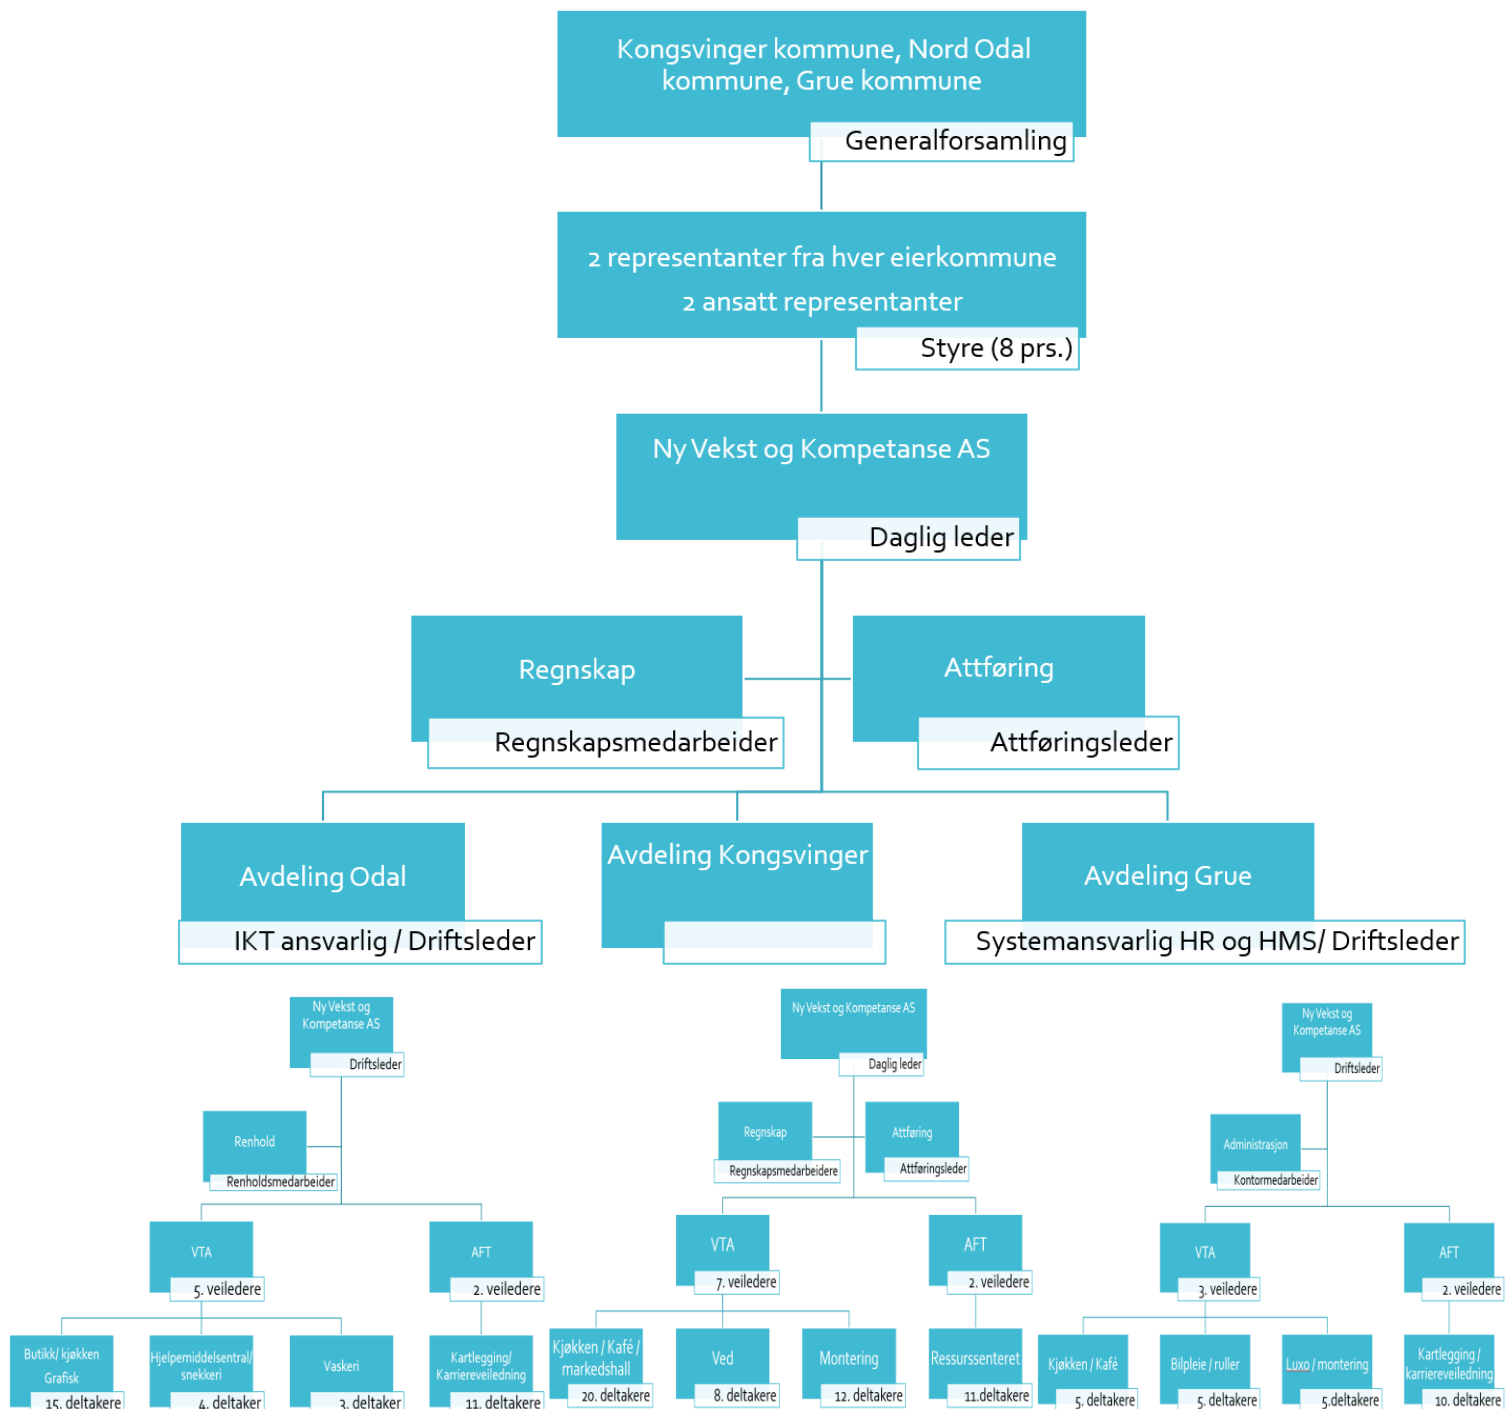 Kongsvinger kommune, Nord Odal
kommune, Grue kommune
Generalforsamling
2 representanter fra hver eierkommune
2 ansatt representanter
Styre (8 prs.)
Ny Vekst og Kompetanse AS
Daglig leder
Regnskap
Regnskapsmedarbeider
Attføring
Attføringsleder
Avdeling Odal
IKT ansvarlig / Driftsleder
Avdeling Kongsvinger
Avdeling Grue
Systemansvarlig HR og HMS/ Driftsleder
Ny Vekst og
Kompetanse AS
Driftsleder
Renhold
Renholdsmedarbeider
VTA
5. veiledere
AFT
2. veiledere
Butikk/ kjøkken
Grafisk
15. deltakere
Hjelpemiddelsentral/
snekkeri
4. deltaker
Vaskeri
3. deltaker
Kartlegging/
Karriereveiledning
11. deltakere
Ny Vekst og Kompetanse AS
Daglig leder
Regnskap
Regnskapsmedarbeidere
Attføring
Attføringsleder
VTA
7. veiledere
AFT
2. veiledere
Kjøkken / Kafé /
markedshall
20. deltakere
Ved
8. deltakere
Montering
12. deltakere
Ressurssenteret
11.deltakere
Ny Vekst og
Kompetanse AS
Driftsleder
Administrasjon
Kontormedarbeider
VTA
3. veiledere
AFT
2. veiledere
Kjøkken / Kafé
5. deltakere
Bilpleie / ruller
5. deltakere
Luxo / montering
5.deltakere
Kartlegging /
karriereveiledning
10. deltakere